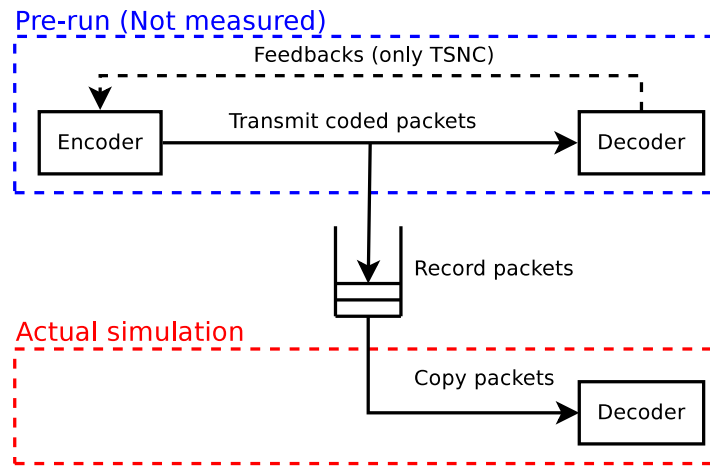 Pre-run (Not measured)
Feedbacks (only TSNC)
Encoder
Transmit coded packets
Decoder
Record packets
Actual simulation
Copy packets
Decoder